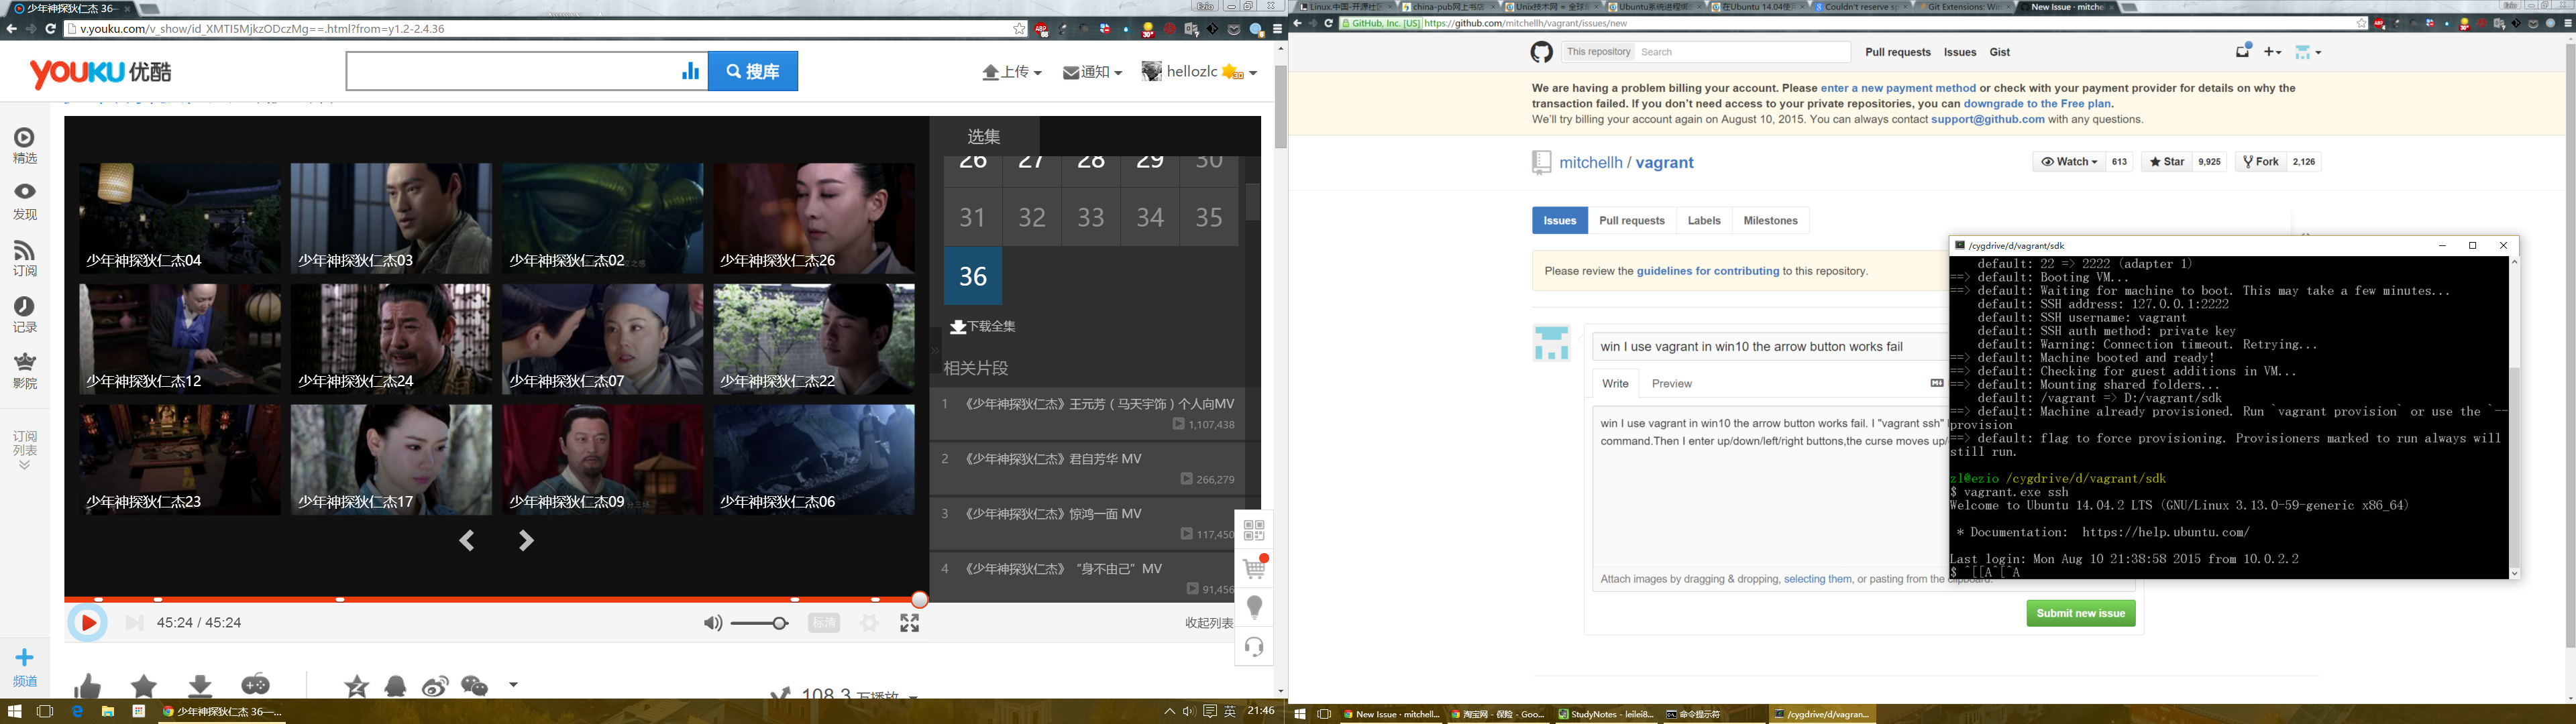 少年神探狄仁杰 36—
Ezio
v.youku.com/v_show/id_XMTI5MjkzODczMg==.html?from=y1.2-2.4.36
YOUKU 优酷
搜库
上传
通知
hellozlc
精选
发现
订阅
记录
影院
订阅
列表
频道
少年神探狄仁杰04
少年神探狄仁杰03
少年神探狄仁杰02
少年神探狄仁杰26
少年神探狄仁杰12
少年神探狄仁杰24
少年神探狄仁杰07
少年神探狄仁杰22
少年神探狄仁杰23
少年神探狄仁杰17
少年神探狄仁杰09
少年神探狄仁杰06
选集
26 27 28 29 30
31 32 33 34 35
36
下载全集
相关片段
1 《少年神探狄仁杰》王元芳（马天宇饰）个人向MV
1,107,438
2 《少年神探狄仁杰》君自芳华 MV
266,279
3 《少年神探狄仁杰》惊鸿一面 MV
117,450
4 《少年神探狄仁杰》 “身不由己” MV
91,456
45:24 / 45:24
标清
收起列表
108.3 万播放
少年神探狄仁杰 36—...
英 21:46
Linux.中国-开源社区
china-pub网上书店
Unix技术网
Ubuntu系统进程绑
在Ubuntu 14.04使
Couldn't reserve sp
Git Extensions: Win
New Issue · mitchel
GitHub, Inc. [US] https://github.com/mitchellh/vagrant/issues/new
This repository Search
Pull requests Issues Gist
We are having a problem billing your account. Please enter a new payment method or check with your payment provider for details on why the
transaction failed. If you don't need access to your private repositories, you can downgrade to the Free plan.
We'll try billing your account again on August 10, 2015. You can always contact support@github.com with any questions.
mitchellh / vagrant
Watch 613
Star 9,925
Fork 2,126
Issues Pull requests Labels Milestones
Please review the guidelines for contributing to this repository.
win I use vagrant in win10 the arrow button works fail
Write Preview
win I use vagrant in win10 the arrow button works fail. I "vagrant ssh"
command.Then I enter up/down/left/right buttons,the curse moves up/
Attach images by dragging & dropping, selecting them, or pasting from the clipboard.
Submit new issue
/cygdrive/d/vagrant/sdk
default: 22 => 2222 (adapter 1)
==> default: Booting VM...
==> default: Waiting for machine to boot. This may take a few minutes...
default: SSH address: 127.0.0.1:2222
default: SSH username: vagrant
default: SSH auth method: private key
default: Warning: Connection timeout. Retrying...
==> default: Machine booted and ready!
==> default: Checking for guest additions in VM...
==> default: Mounting shared folders...
default: /vagrant => D:/vagrant/sdk
==> default: Machine already provisioned. Run `vagrant provision` or use the `--
provision
==> default: flag to force provisioning. Provisioners marked to run always will
still run.
zl@ezio /cygdrive/d/vagrant/sdk
$ vagrant.exe ssh
Welcome to Ubuntu 14.04.2 LTS (GNU/Linux 3.13.0-59-generic x86_64)
* Documentation: https://help.ubuntu.com/
Last login: Mon Aug 10 21:38:58 2015 from 10.0.2.2
$ ^[[A^[^A
New Issue · mitchell...
淘宝网 - 保险 - Goo...
StudyNotes - leilei8...
命令提示符
/cygdrive/d/vagran...